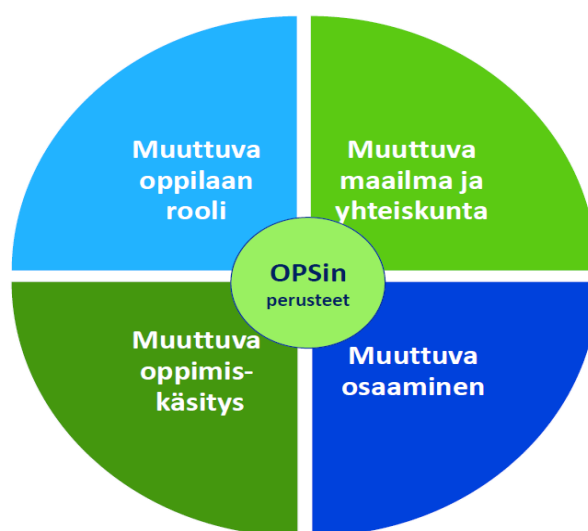 Muuttuva
oppilaan
rooli
Muuttuva
maailma ja
yhteiskunta
OPSin
perusteet
Muuttuva
oppimis-
käsitys
Muuttuva
osaaminen